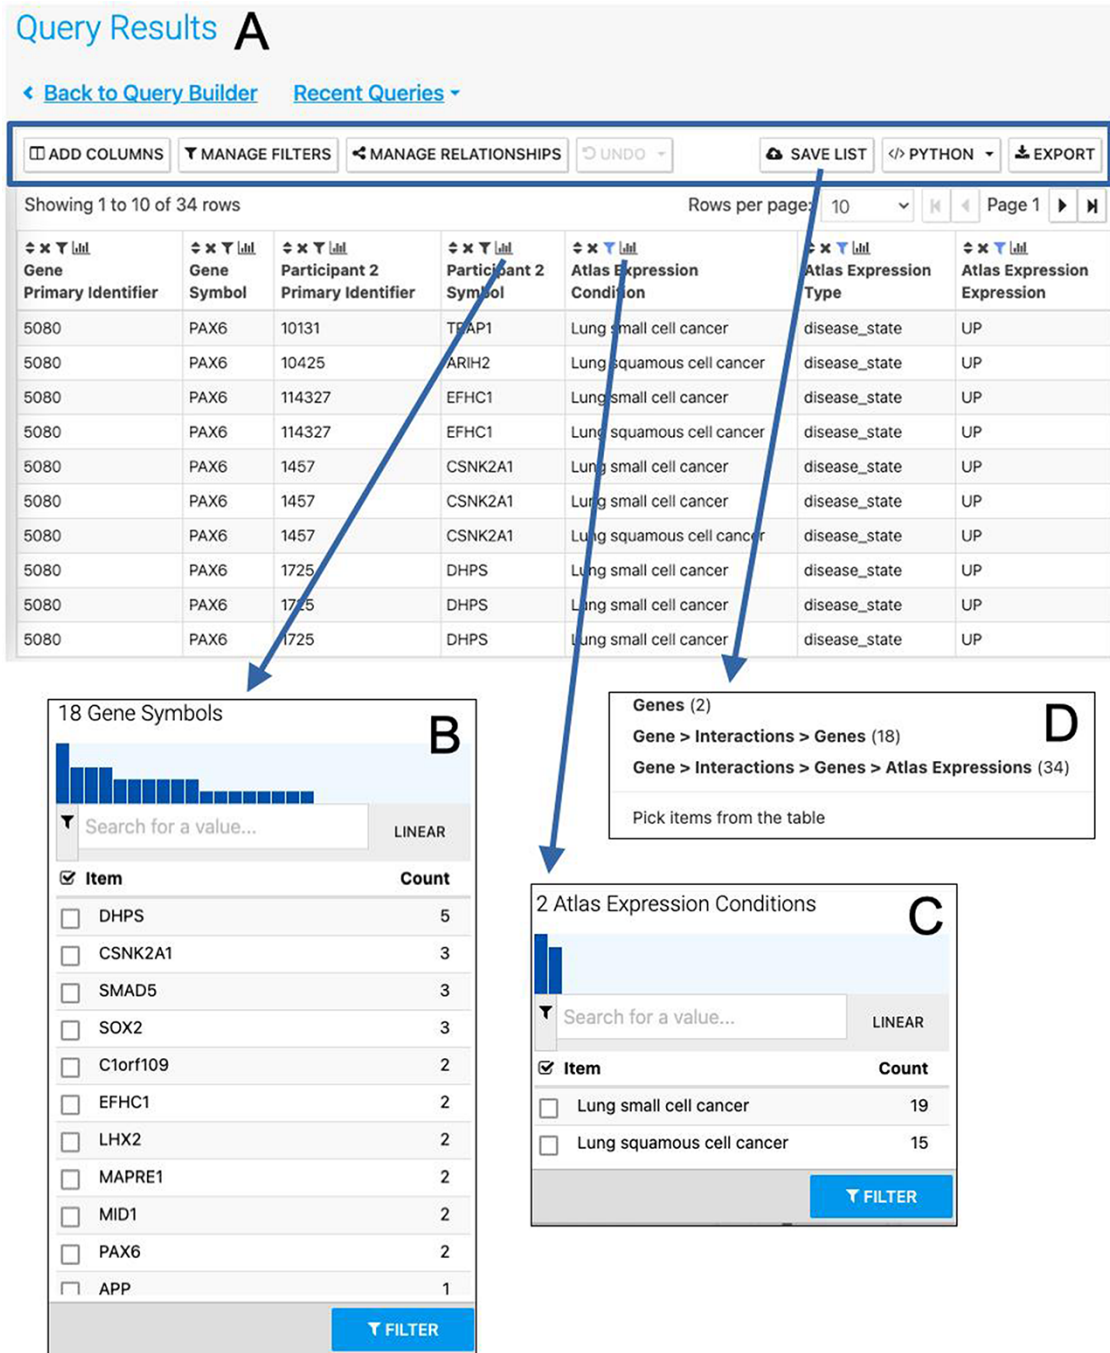 Query Results A
Back to Query Builder Recent Queries
ADD COLUMNS MANAGE FILTERS MANAGE RELATIONSHIPS UNDO SAVE LIST </> PYTHON EXPORT
Showing 1 to 10 of 34 rows Rows per page: 10 Page 1
Gene Primary Identifier Gene Symbol Participant 2 Primary Identifier Participant 2 Symbol Atlas Expression Condition Atlas Expression Type Atlas Expression Expression
5080 PAX6 10131 TRAP1 Lung small cell cancer disease_state UP
5080 PAX6 10425 ARIH2 Lung squamous cell cancer disease_state UP
5080 PAX6 114327 EFHC1 Lung small cell cancer disease_state UP
5080 PAX6 114327 EFHC1 Lung squamous cell cancer disease_state UP
5080 PAX6 1457 CSNK2A1 Lung small cell cancer disease_state UP
5080 PAX6 1457 CSNK2A1 Lung small cell cancer disease_state UP
5080 PAX6 1457 CSNK2A1 Lung squamous cell cancer disease_state UP
5080 PAX6 1725 DHPS Lung small cell cancer disease_state UP
5080 PAX6 1725 DHPS Lung small cell cancer disease_state UP
5080 PAX6 1725 DHPS Lung small cell cancer disease_state UP
18 Gene Symbols B
Search for a value... LINEAR
Item Count
DHPS 5
CSNK2A1 3
SMAD5 3
SOX2 3
C1orf109 2
EFHC1 2
LHX2 2
MAPRE1 2
MID1 2
PAX6 2
APP 1
FILTER
Genes (2) D
Gene > Interactions > Genes (18)
Gene > Interactions > Genes > Atlas Expressions (34)
Pick items from the table
2 Atlas Expression Conditions C
Search for a value... LINEAR
Item Count
Lung small cell cancer 19
Lung squamous cell cancer 15
FILTER